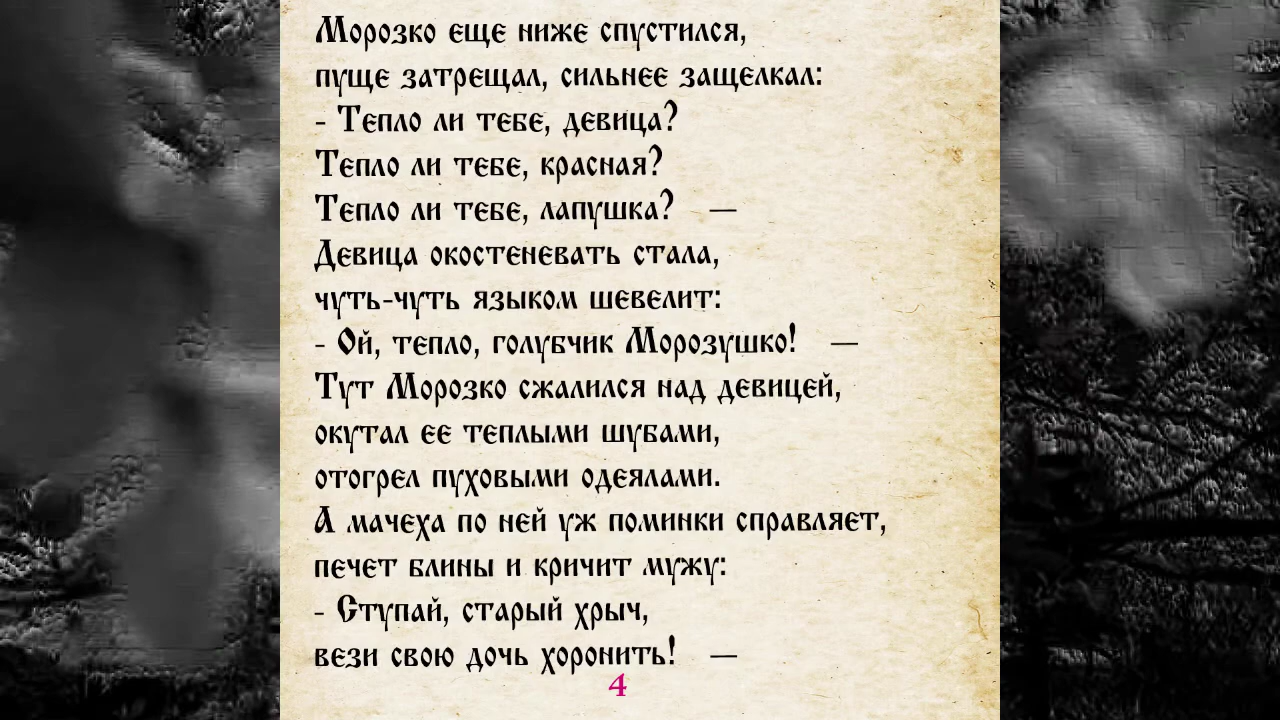 Морозко еще ниже спустился,
пуще затрещал, сильнее защелкал:
- Тепло ли тебе, девица?
Тепло ли тебе, красная?
Тепло ли тебе, лапушка? —
Девица окостеневать стала,
чуть-чуть языком шевелит:
- Ой, тепло, голубчик Морозушко! —
Тут Морозко сжалился над девицей,
окутал ее теплыми шубами,
отогрел пуховыми одеялами.
А мачеха по ней уж поминки справляет,
печет блины и кричит мужу:
- Ступай, старый хрыч,
вези свою дочь хоронить! —
4